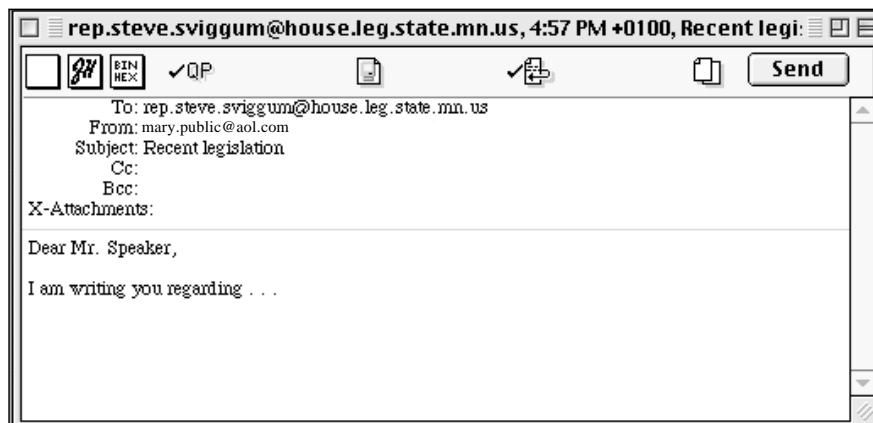 rep.steve.sviggum@house.leg.state.mn.us, 4:57 PM +0100, Recent legi:
BIN HEX QP Send
To: rep.steve.sviggum@house.leg.state.mn.us
From: mary.public@aol.com
Subject: Recent legislation
Cc:
Bcc:
X-Attachments:
Dear Mr. Speaker,
I am writing you regarding . . .